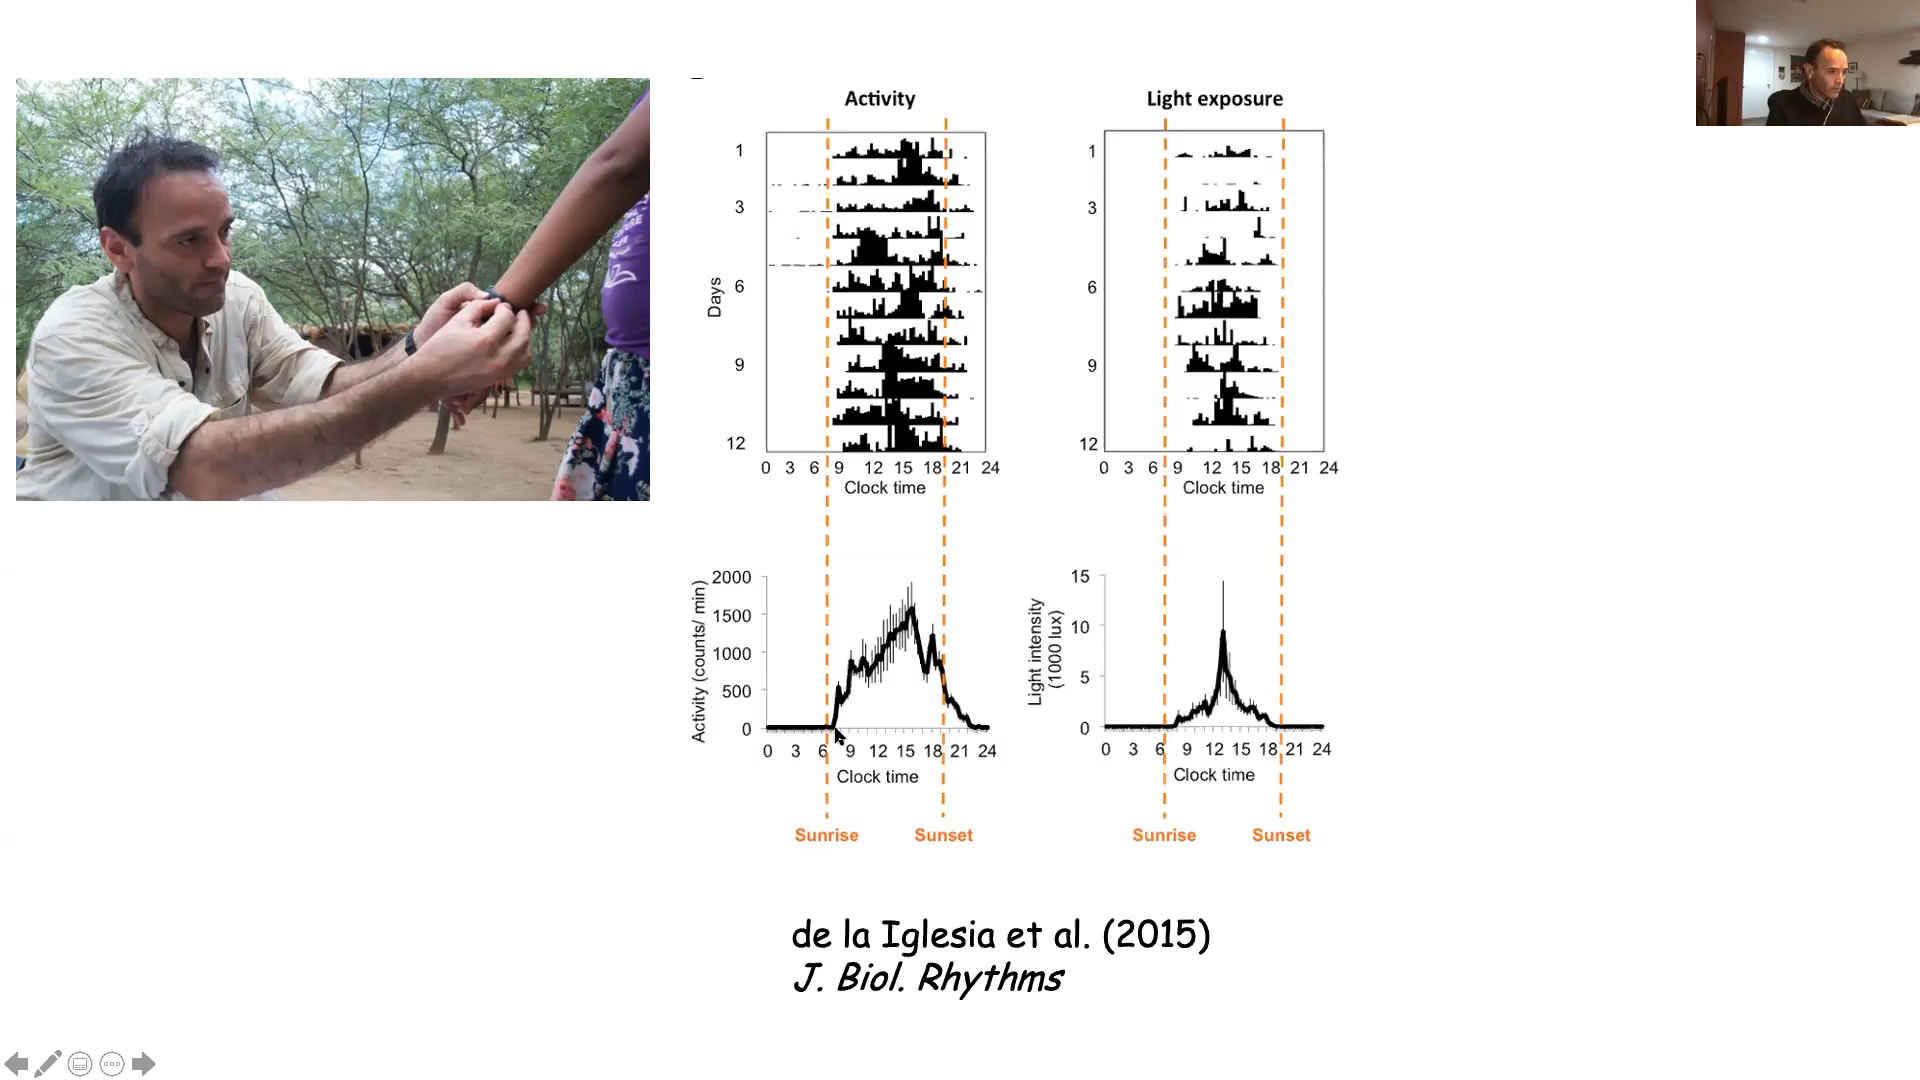 Activity
1
3
6
9
12
Days
0 3 6 9 12 15 18 21 24
Clock time
Light exposure
1
3
6
9
12
0 3 6 9 12 15 18 21 24
Clock time
Activity (counts/ min)
2000
1500
1000
500
0
0 3 6 9 12 15 18 21 24
Clock time
Sunrise Sunset
Light intensity
(1000 lux)
15
10
5
0
0 3 6 9 12 15 18 21 24
Clock time
Sunrise Sunset
de la Iglesia et al. (2015)
J. Biol. Rhythms